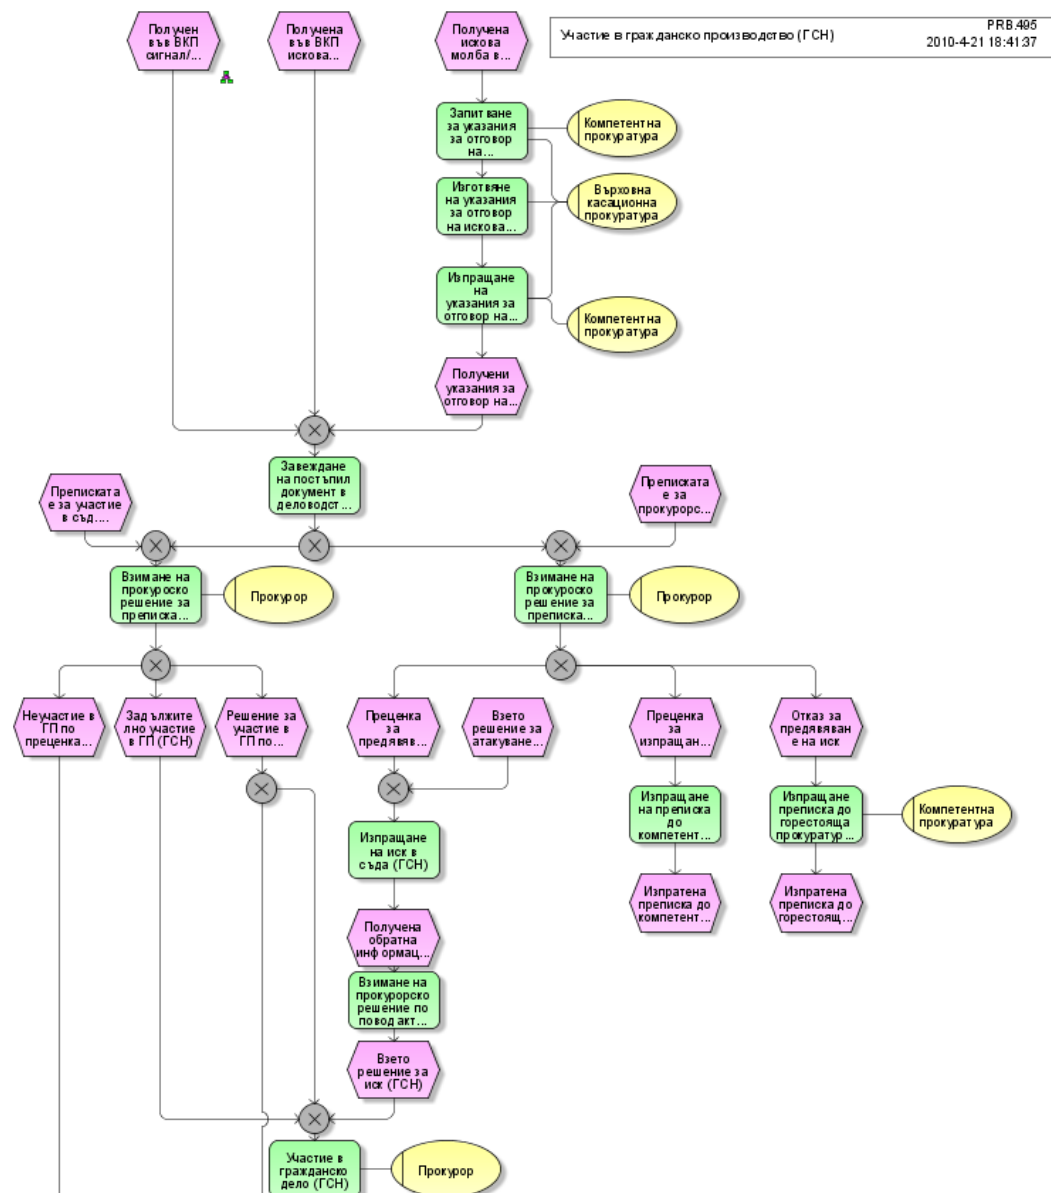 Участие в гражданско производство (ГСН)
PRB.495
2010-4-21 18:41:37
Получен
във ВКП
сигнал/...
Получена
във ВКП
искова...
Получена
искова
молба в...
Запитване
за указания
за отговор
на...
Компетентна
прокуратура
Изготвяне
на указания
за отговор
на искова...
Върховна
касационна
прокуратура
Изпращане
на
указания за
отговор на...
Компетентна
прокуратура
Получени
указания за
отговор на...
Завеждане
на постъпил
документ в
деловодст...
Преписката
е за участие
в съд....
Преписката
е за
прокурорс...
Взимане на
прокуроско
решение за
преписка...
Прокурор
Взимане на
прокуроско
решение за
преписка...
Прокурор
Неучастие в
ГП по
преценка...
Задължите
лно участие
в ГП (ГСН)
Решение за
участие в
ГП по...
Преценка
за
предявяв...
Взето
решение за
атакуване...
Преценка
за
изпращан...
Отказ за
предявяван
е на иск
Изпращане
на иск в
съда (ГСН)
Изпращане
на преписка
до
компетент...
Изпращане
преписка до
горестояща
прокуратур...
Компетентна
прокуратура
Изпратена
преписка до
компетент...
Изпратена
преписка до
горестоящ...
Получена
обратна
информац...
Взимане на
прокурорско
решение по
повод акт...
Взето
решение за
иск (ГСН)
Участие в
гражданско
дело (ГСН)
Прокурор